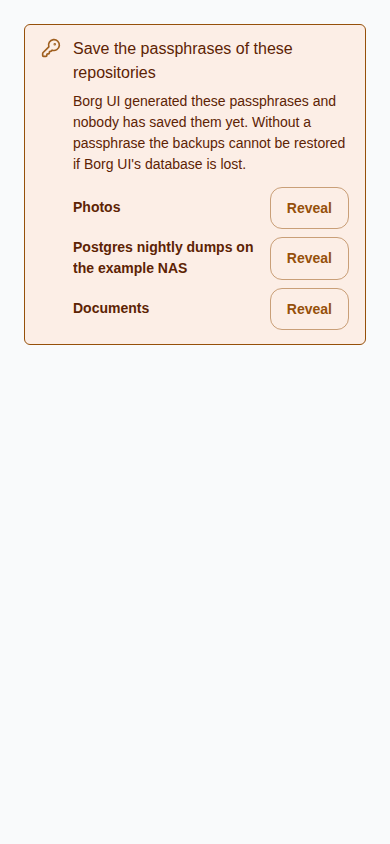 Save the passphrases of these
repositories
Borg UI generated these passphrases and
nobody has saved them yet. Without a
passphrase the backups cannot be restored
if Borg UI's database is lost.
Photos
Reveal
Postgres nightly dumps on
the example NAS
Reveal
Documents
Reveal